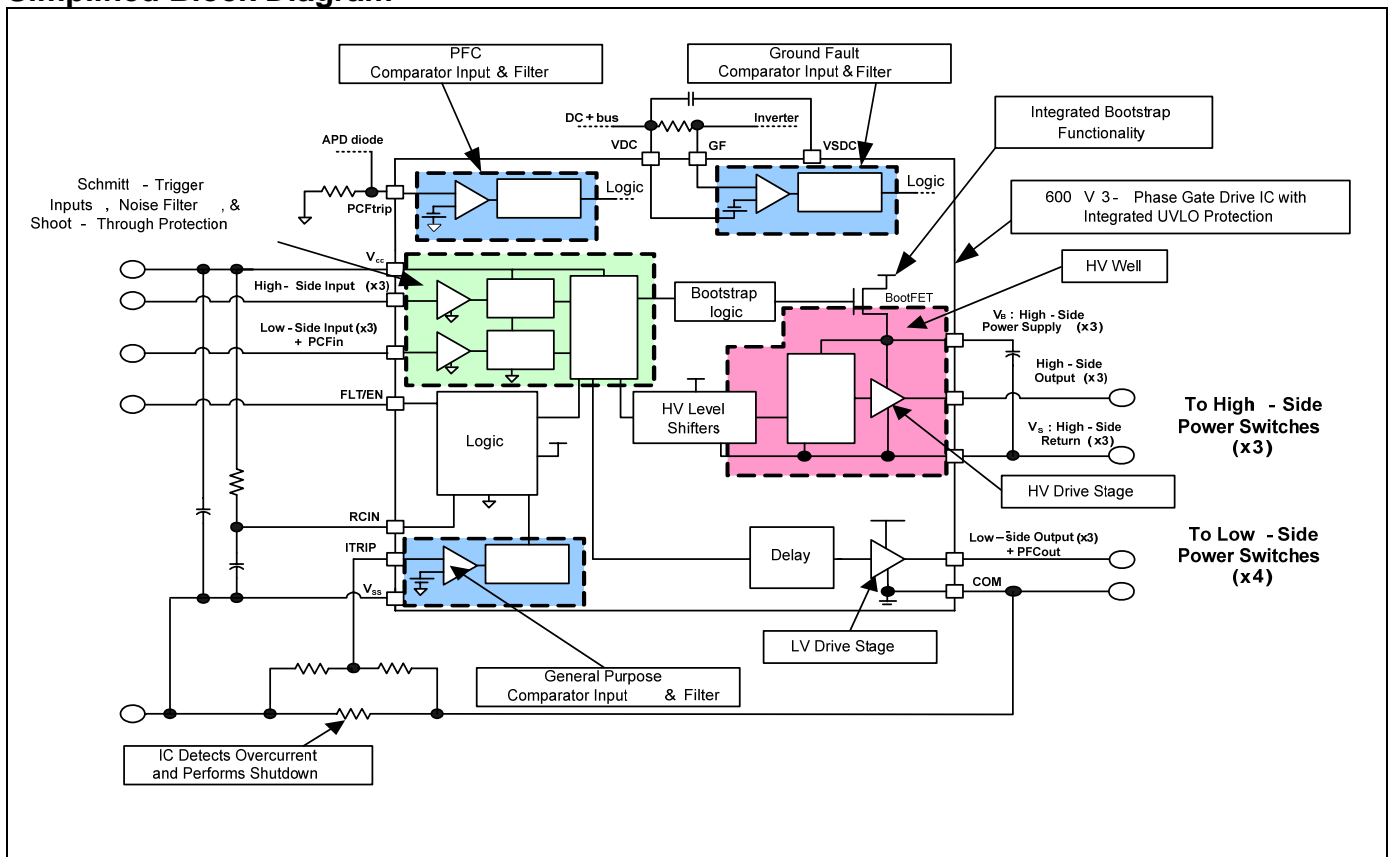 Simplified Block Diagram
PFC
Comparator Input & Filter
Ground Fault
Comparator Input & Filter
Integrated Bootstrap
Functionality
DC + bus
Inverter
VDC
GF
VSDC
APD diode
PCFtrip
Logic
Logic
Schmitt - Trigger
Inputs , Noise Filter , &
Shoot - Through Protection
600 V 3 - Phase Gate Drive IC with
Integrated UVLO Protection
HV Well
Vcc
High- Side Input (x3)
Low-Side Input (x3)
+ PCFin
FLT/EN
Bootstrap
logic
BootFET
VB : High - Side
Power Supply (x3)
High - Side
Output (x3)
VS : High - Side
Return (x3)
To High - Side
Power Switches
(x3)
HV Level
Shifters
Logic
HV Drive Stage
RCIN
ITRIP
VSS
Delay
Low-side Output (x3)
+ PFCout
COM
To Low - Side
Power Switches
(x4)
LV Drive Stage
General Purpose
Comparator Input & Filter
IC Detects Overcurrent
and Performs Shutdown